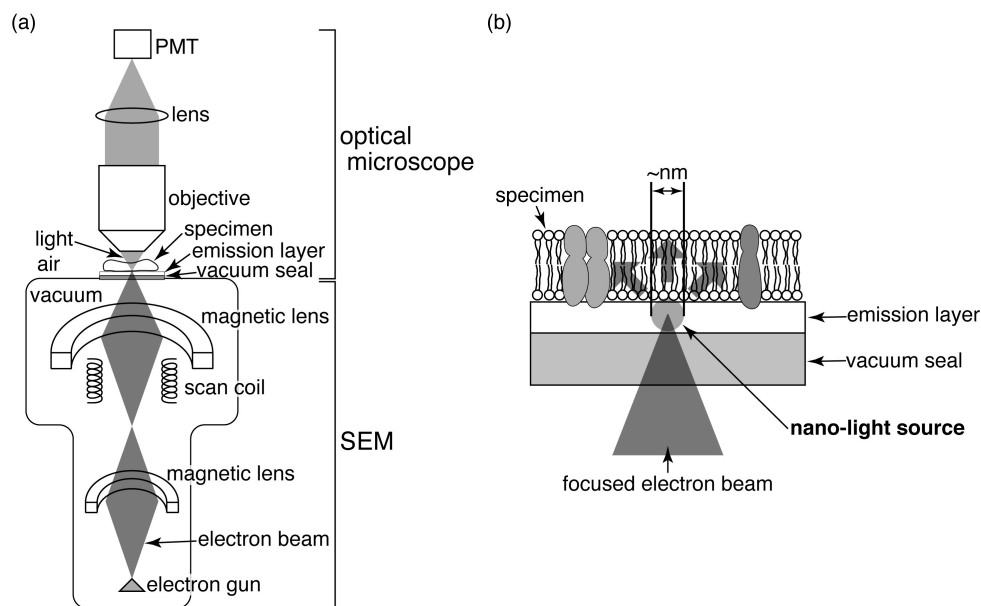 (a)
PMT
lens
optical
microscope
objective
light
specimen
emission layer
air
vacuum seal
vacuum
magnetic lens
scan coil
SEM
magnetic lens
electron beam
electron gun
(b)
~nm
specimen
emission layer
vacuum seal
nano-light source
focused electron beam